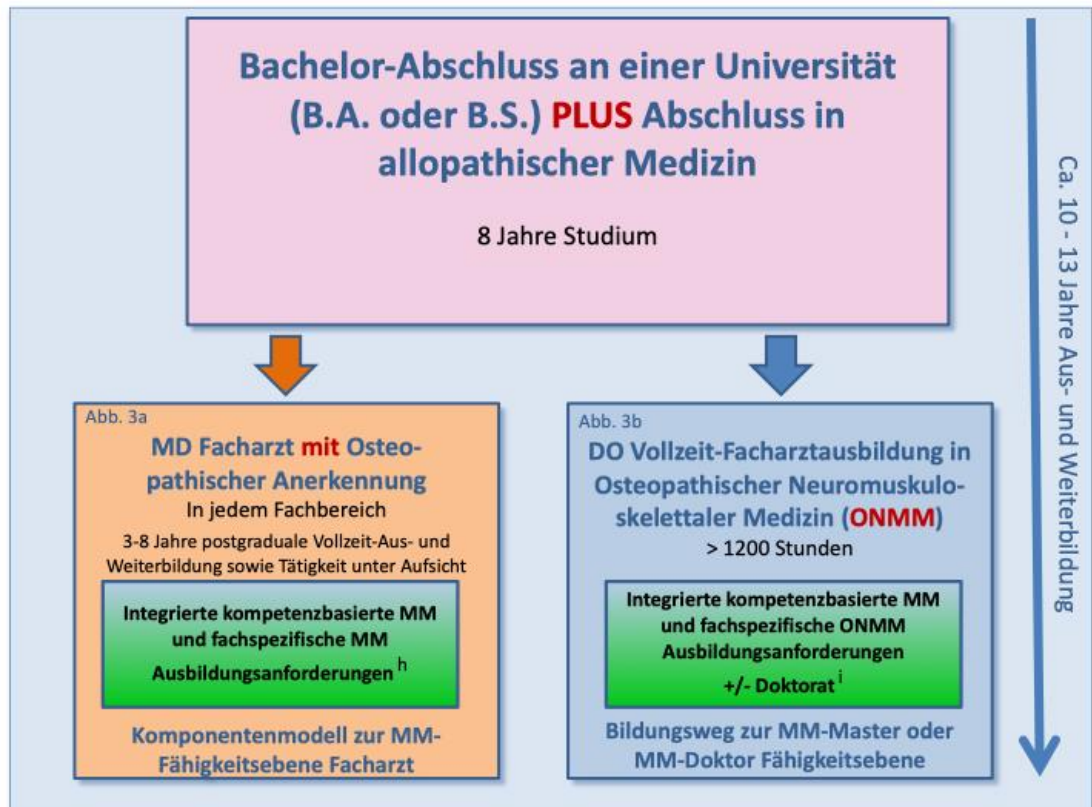 Bachelor-Abschluss an einer Universität
(B.A. oder B.S.) PLUS Abschluss in
allopathischer Medizin
8 Jahre Studium
Ca. 10 - 13 Jahre Aus- und Weiterbildung
Abb. 3a
MD Facharzt mit Osteo-
pathischer Anerkennung
In jedem Fachbereich
3-8 Jahre postgraduale Vollzeit-Aus- und
Weiterbildung sowie Tätigkeit unter Aufsicht
Integrierte kompetenzbasierte MM
und fachspezifische MM
Ausbildungsanforderungen h
Komponentenmodell zur MM-
Fähigkeitsebene Facharzt
Abb. 3b
DO Vollzeit-Facharztausbildung in
Osteopathischer Neuromuskulo-
skelettaler Medizin (ONMM)
> 1200 Stunden
Integrierte kompetenzbasierte MM
und fachspezifische ONMM
Ausbildungsanforderungen
+/- Doktorat i
Bildungsweg zur MM-Master oder
MM-Doktor Fähigkeitsebene